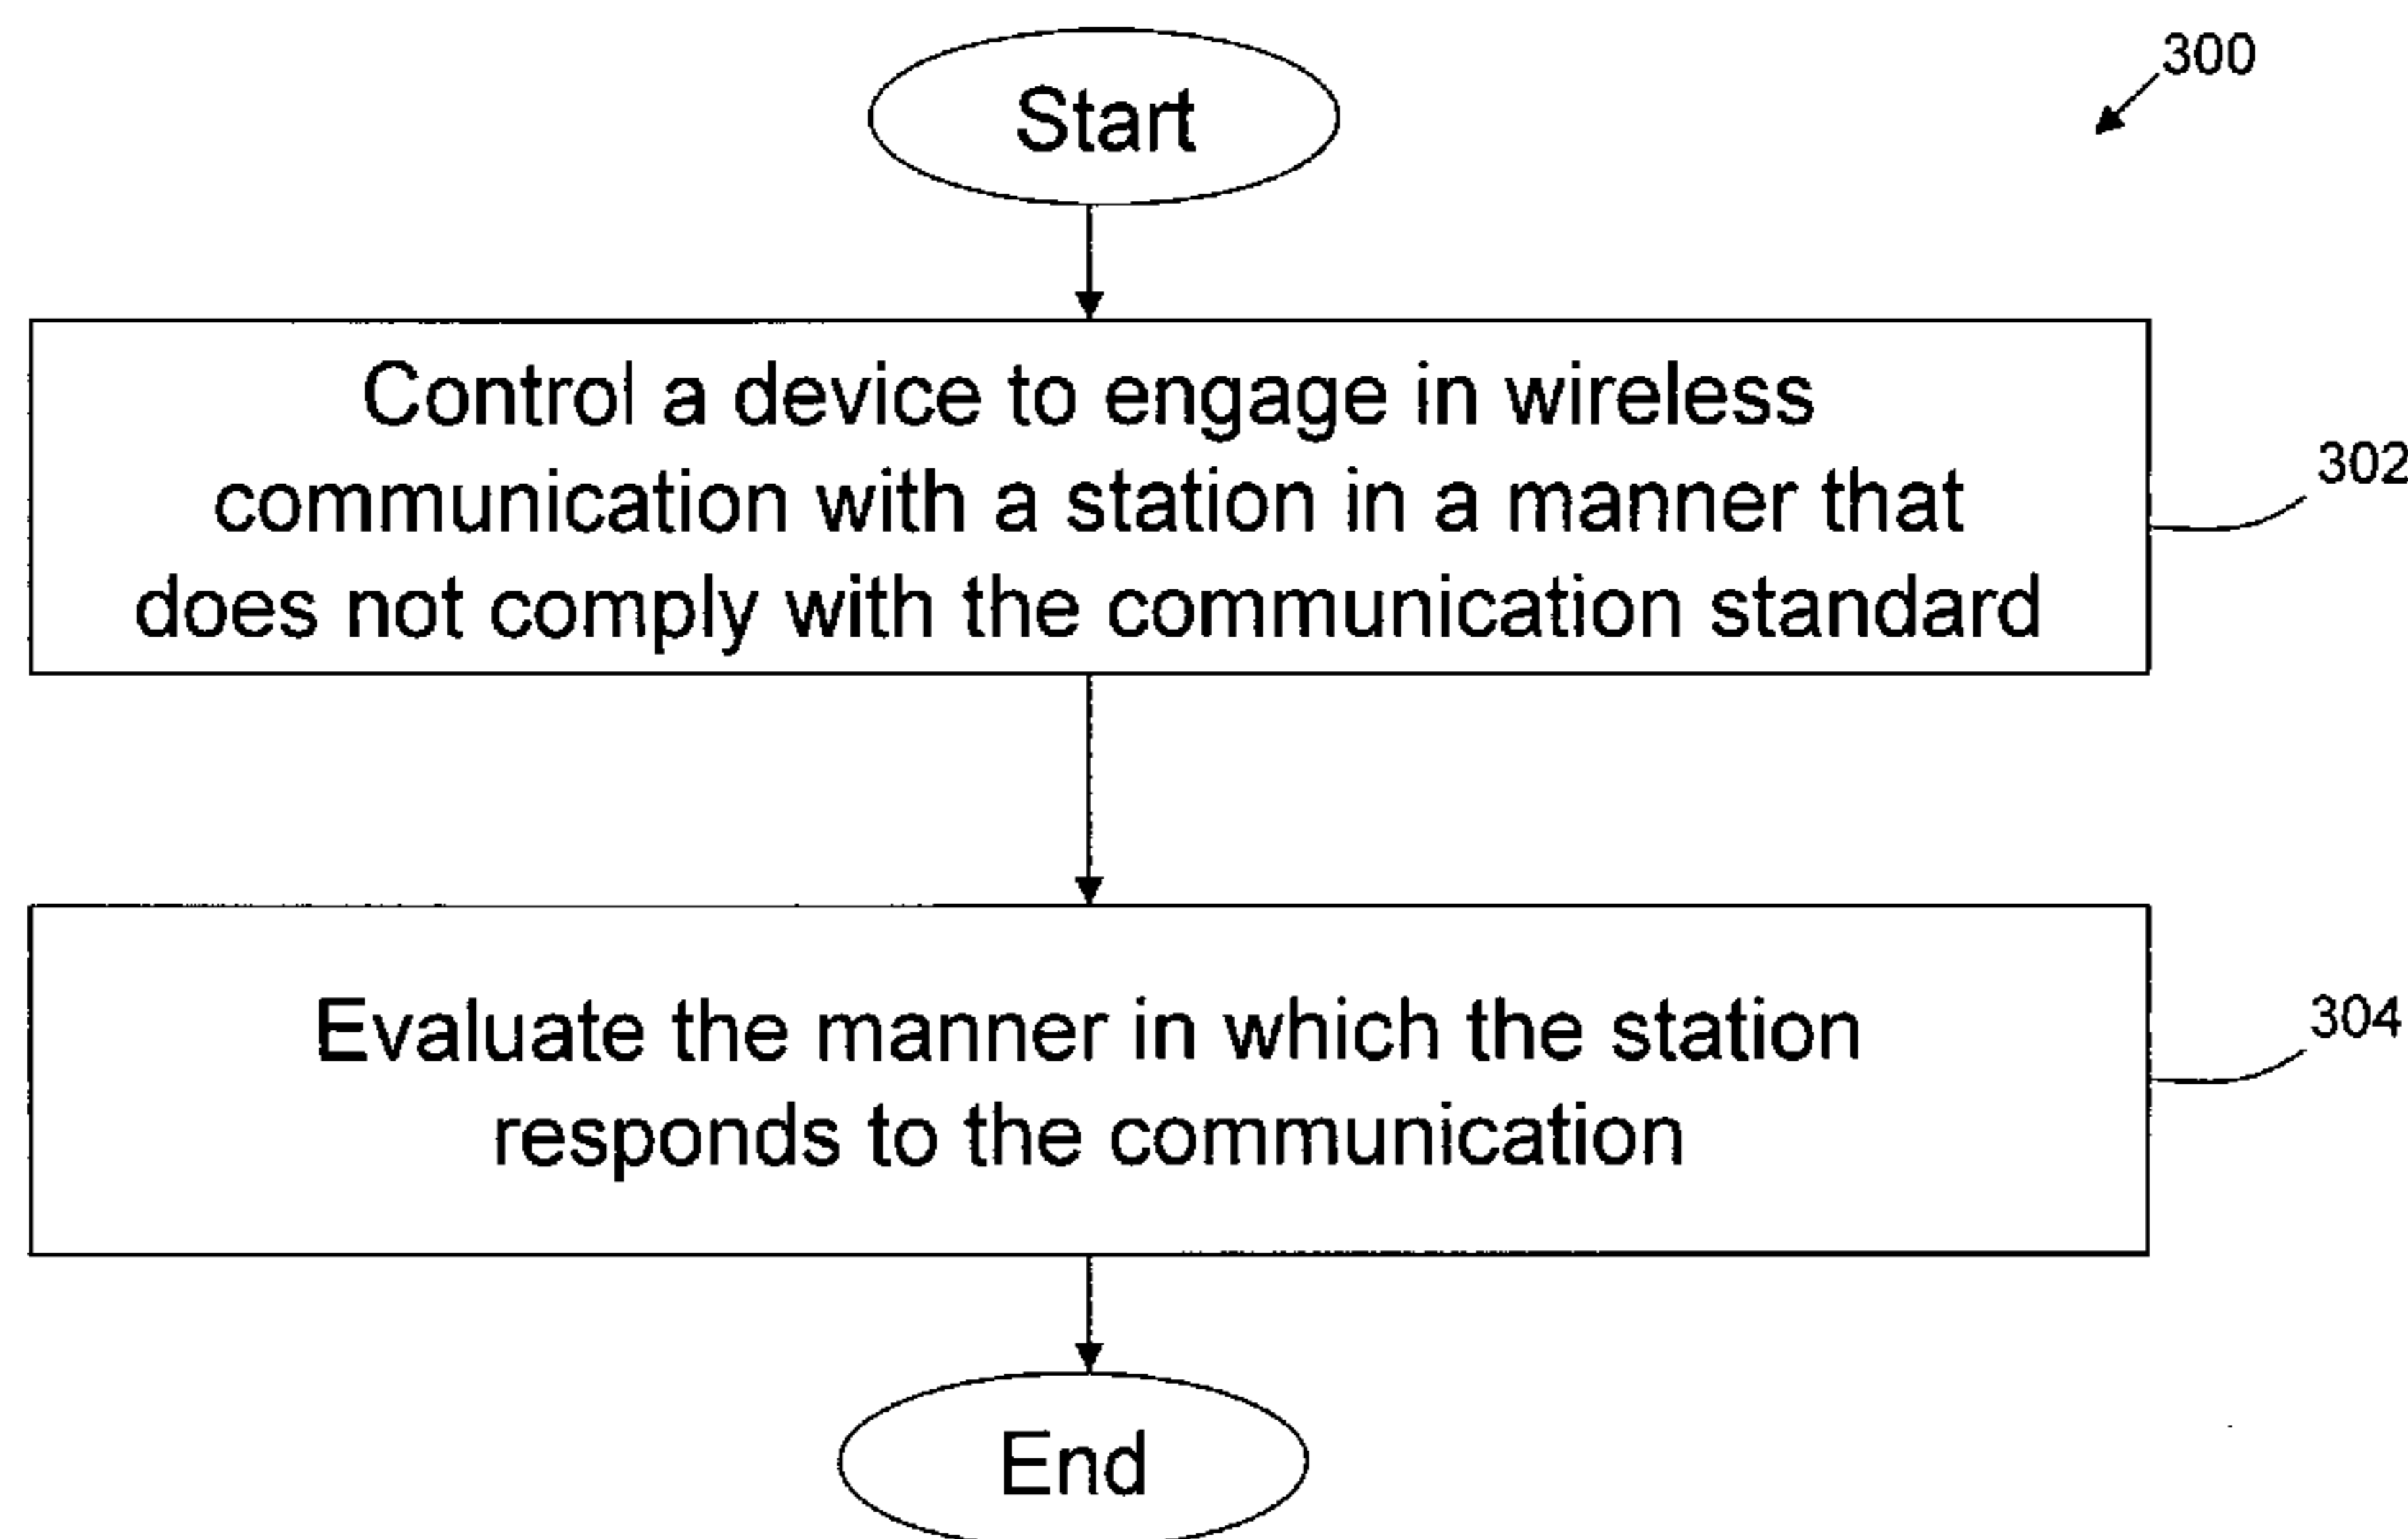 Start
300
Control a device to engage in wireless
communication with a station in a manner that
does not comply with the communication standard
302
Evaluate the manner in which the station
responds to the communication
304
End